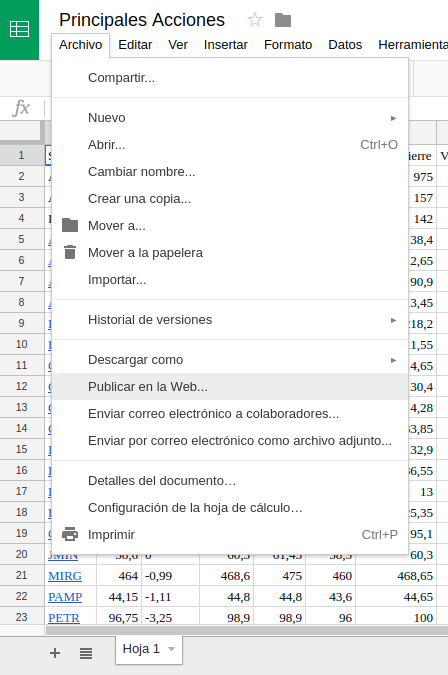 Principales Acciones
Archivo Editar Ver Insertar Formato Datos Herramienta
fx
Compartir...
Nuevo
Abrir... Ctrl+O
Cambiar nombre...
Crear una copia...
Mover a...
Mover a la papelera
Importar...
Historial de versiones
Descargar como
Publicar en la Web...
Enviar correo electrónico a colaboradores...
Enviar por correo electrónico como archivo adjunto...
Detalles del documento…
Configuración de la hoja de cálculo…
Imprimir Ctrl+P
1 ierre V
2 975
3 157
4 142
5 38,4
6 2,65
7 90,9
8 3,45
9 18,2
10 1,55
11 4,65
12 30,4
13 4,28
14 33,85
15 32,9
16 6,55
17 13
18 25,35
19 95,1
20 JMIN 58,6 0 60,3 61,45 58,5 60,3
21 MIRG 464 -0,99 468,6 475 460 468,65
22 PAMP 44,15 -1,11 44,8 44,8 43,6 44,65
23 PETR 96,75 -3,25 98,9 98,9 96 100
Hoja 1